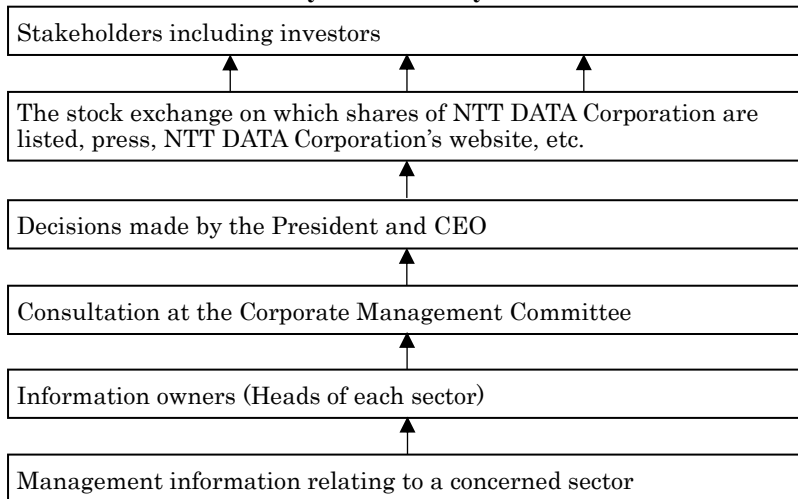 Stakeholders including investors
The stock exchange on which shares of NTT DATA Corporation are
listed, press, NTT DATA Corporation's website, etc.
Decisions made by the President and CEO
Consultation at the Corporate Management Committee
Information owners (Heads of each sector)
Management information relating to a concerned sector